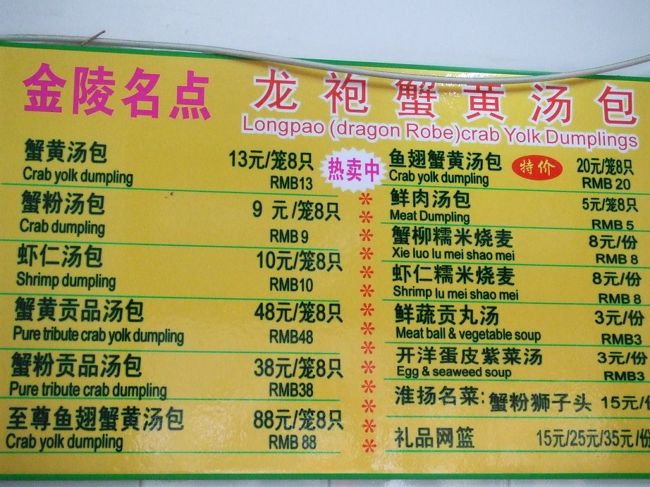 金陵名点 龙袍蟹黄汤包
Longpao (dragon Robe)crab Yolk Dumplings
蟹黄汤包 13元/笼8只
Crab yolk dumpling RMB13
蟹粉汤包 9 元/笼8只
Crab dumpling RMB 9
虾仁汤包 10元/笼8只
Shrimp dumpling RMB10
蟹黄贡品汤包 48元/笼8只
Pure tribute crab yolk dumpling RMB48
蟹粉贡品汤包 38元/笼8只
Pure tribute crab dumpling RMB38
至尊鱼翅蟹黄汤包 88元/笼8只
Crab yolk dumpling RMB 88
热卖中
鱼翅蟹黄汤包 特价 20元/笼8只
Crab yolk dumpling RMB 20
鲜肉汤包 5元/笼8只
Meat Dumpling RMB 5
蟹柳糯米烧麦 8元/份
Xie luo lu mei shao mei RMB 8
虾仁糯米烧麦 8元/份
Shrimp lu mei shao mei RMB 8
鲜蔬贡丸汤 3元/份
Meat ball & vegetable soup RMB3
开洋蛋皮紫菜汤 3元/份
Egg & seaweed soup RMB3
淮扬名菜:蟹粉狮子头 15元/份
礼品网篮 15元/25元/35元/份